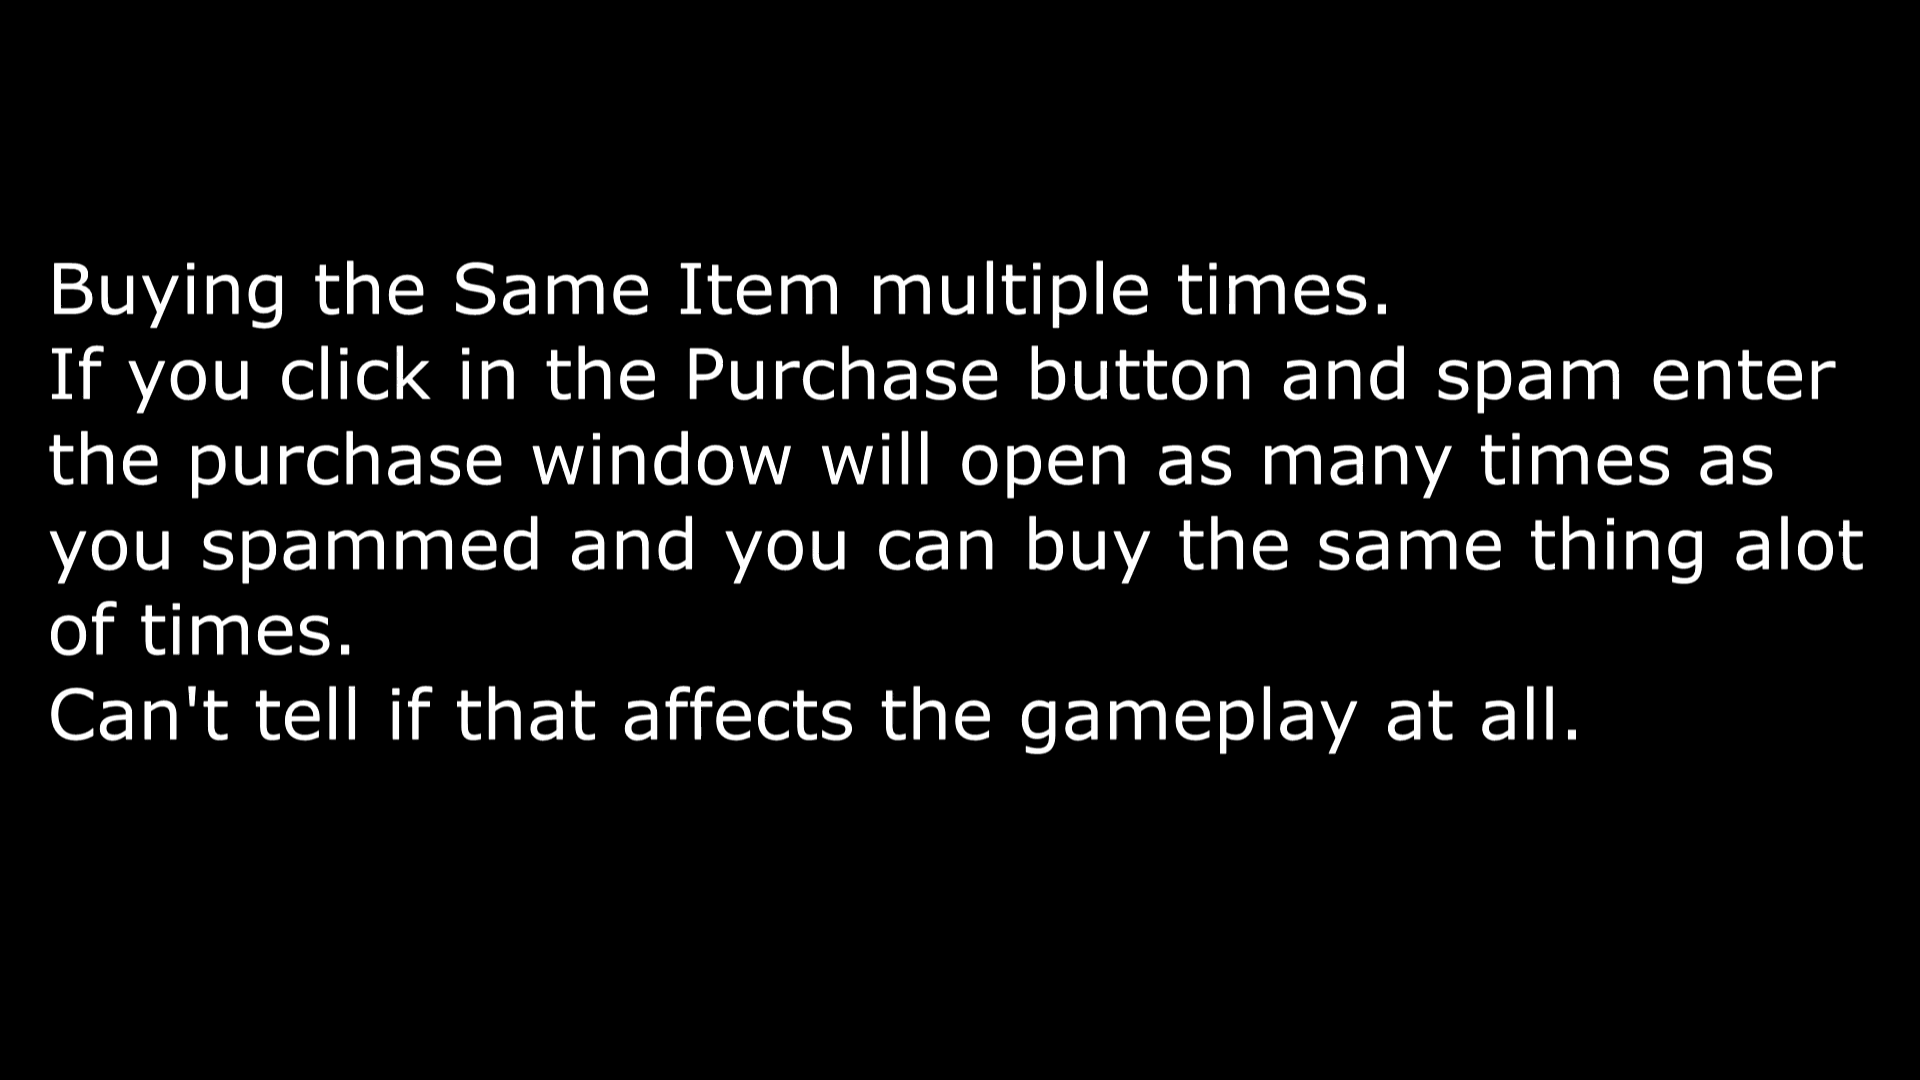 Buying the Same Item multiple times.
If you click in the Purchase button and spam enter
the purchase window will open as many times as
you spammed and you can buy the same thing alot
of times.
Can't tell if that affects the gameplay at all.